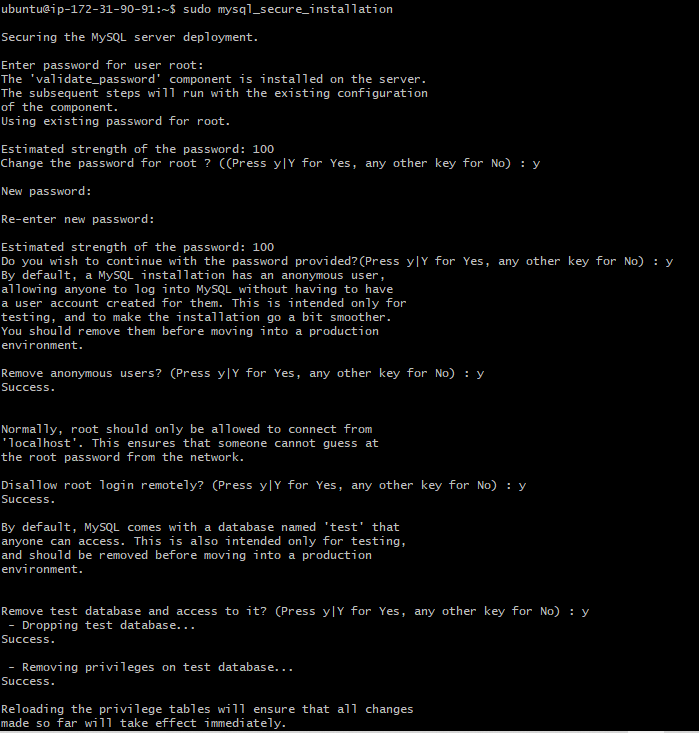 ubuntu@ip-172-31-90-91:~$ sudo mysql_secure_installation
Securing the MySQL server deployment.
Enter password for user root:
The 'validate_password' component is installed on the server.
The subsequent steps will run with the existing configuration
of the component.
Using existing password for root.
Estimated strength of the password: 100
Change the password for root ? ((Press y|Y for Yes, any other key for No) : y
New password:
Re-enter new password:
Estimated strength of the password: 100
Do you wish to continue with the password provided?(Press y|Y for Yes, any other key for No) : y
By default, a MySQL installation has an anonymous user,
allowing anyone to log into MySQL without having to have
a user account created for them. This is intended only for
testing, and to make the installation go a bit smoother.
You should remove them before moving into a production
environment.
Remove anonymous users? (Press y|Y for Yes, any other key for No) : y
Success.
Normally, root should only be allowed to connect from
'localhost'. This ensures that someone cannot guess at
the root password from the network.
Disallow root login remotely? (Press y|Y for Yes, any other key for No) : y
Success.
By default, MySQL comes with a database named 'test' that
anyone can access. This is also intended only for testing,
and should be removed before moving into a production
environment.
Remove test database and access to it? (Press y|Y for Yes, any other key for No) : y
 - Dropping test database...
Success.
 - Removing privileges on test database...
Success.
Reloading the privilege tables will ensure that all changes
made so far will take effect immediately.